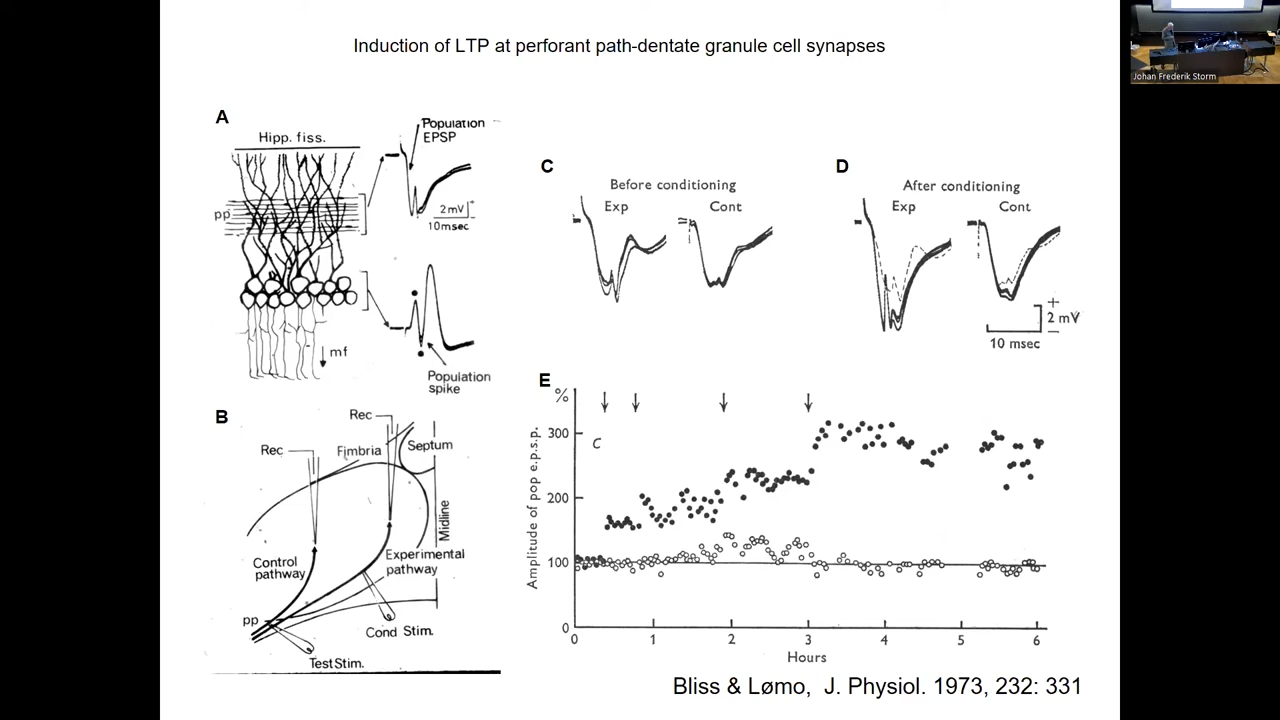 Induction of LTP at perforant path-dentate granule cell synapses
Johan Frederik Storm
A
Hipp. fiss.
Population
EPSP
pp
2mV
+
10msec
mf
Population
spike
B
Rec
Rec
Fimbria
Septum
Midline
Control
pathway
Experimental
pathway
pp
Cond Stim.
Test Stim.
C
Before conditioning
Exp
Cont
D
After conditioning
Exp
Cont
+
2 mV
−
10 msec
E
%
C
Amplitude of pop e.p.s.p.
300
200
100
0
0 1 2 3 4 5 6
Hours
Bliss & Lømo, J. Physiol. 1973, 232: 331